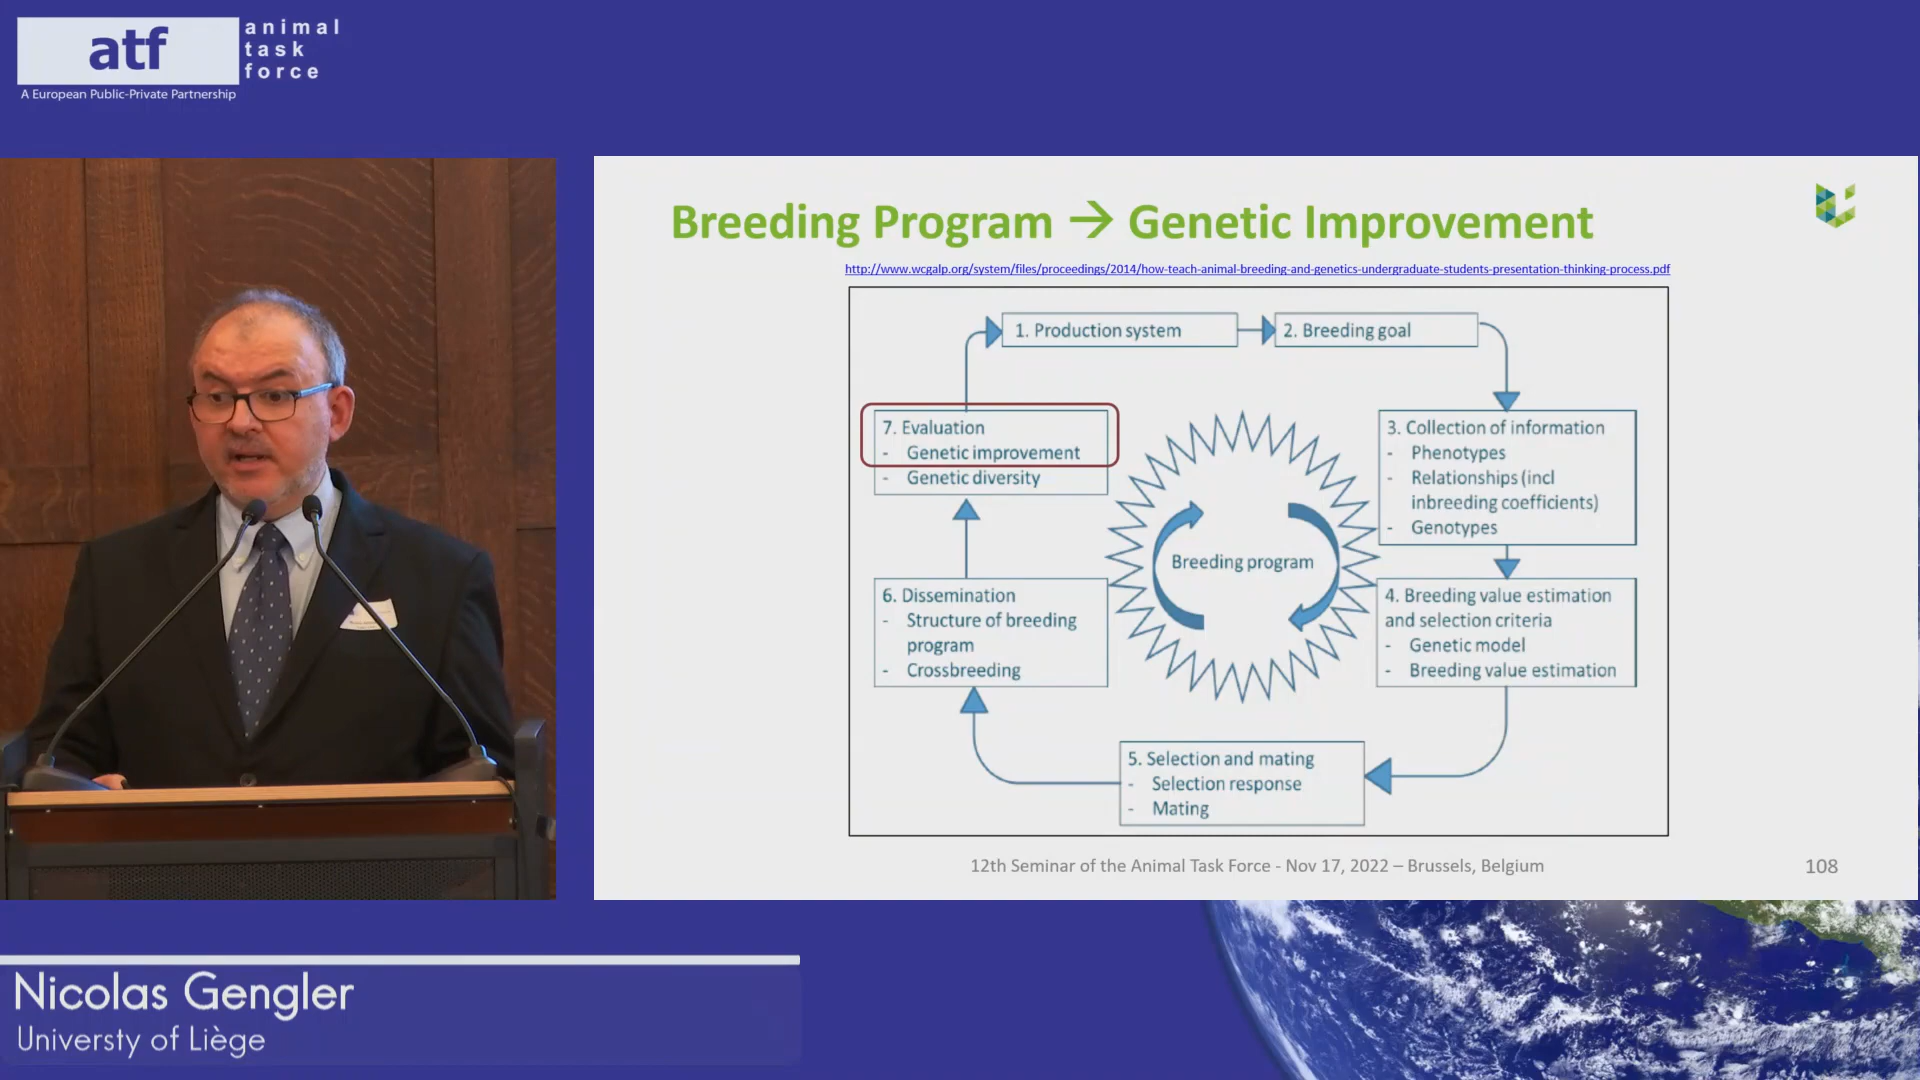 atf
animal
task
force
A European Public-Private Partnership
Breeding Program → Genetic Improvement
http://www.wcgalp.org/system/files/proceedings/2014/how-teach-animal-breeding-and-genetics-undergraduate-students-presentation-thinking-process.pdf
1. Production system
2. Breeding goal
3. Collection of information
- Phenotypes
- Relationships (incl
inbreeding coefficients)
- Genotypes
4. Breeding value estimation
and selection criteria
- Genetic model
- Breeding value estimation
5. Selection and mating
- Selection response
- Mating
6. Dissemination
- Structure of breeding
program
- Crossbreeding
7. Evaluation
- Genetic improvement
- Genetic diversity
Breeding program
12th Seminar of the Animal Task Force - Nov 17, 2022 – Brussels, Belgium
108
Nicolas Gengler
Universty of Liège